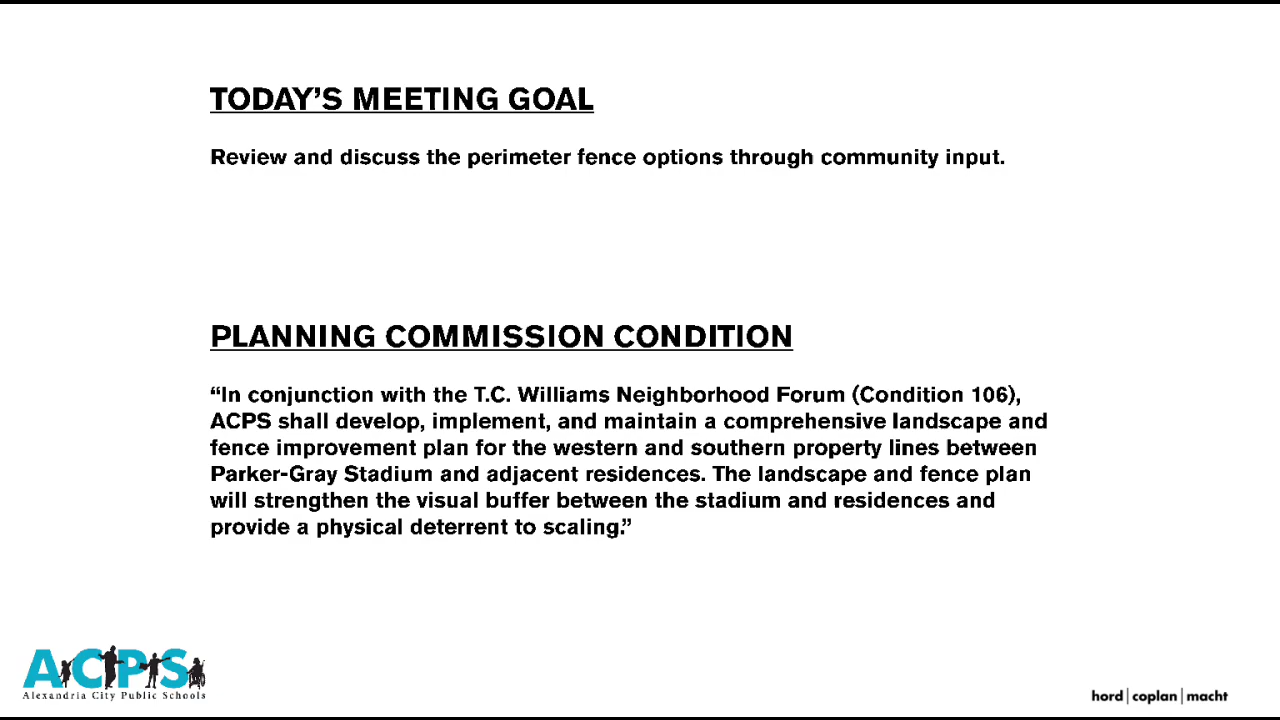 TODAY’S MEETING GOAL
Review and discuss the perimeter fence options through community input.
PLANNING COMMISSION CONDITION
“In conjunction with the T.C. Williams Neighborhood Forum (Condition 106),
ACPS shall develop, implement, and maintain a comprehensive landscape and
fence improvement plan for the western and southern property lines between
Parker-Gray Stadium and adjacent residences. The landscape and fence plan
will strengthen the visual buffer between the stadium and residences and
provide a physical deterrent to scaling.”
ACPS
Alexandria City Public Schools
hord|coplan|macht